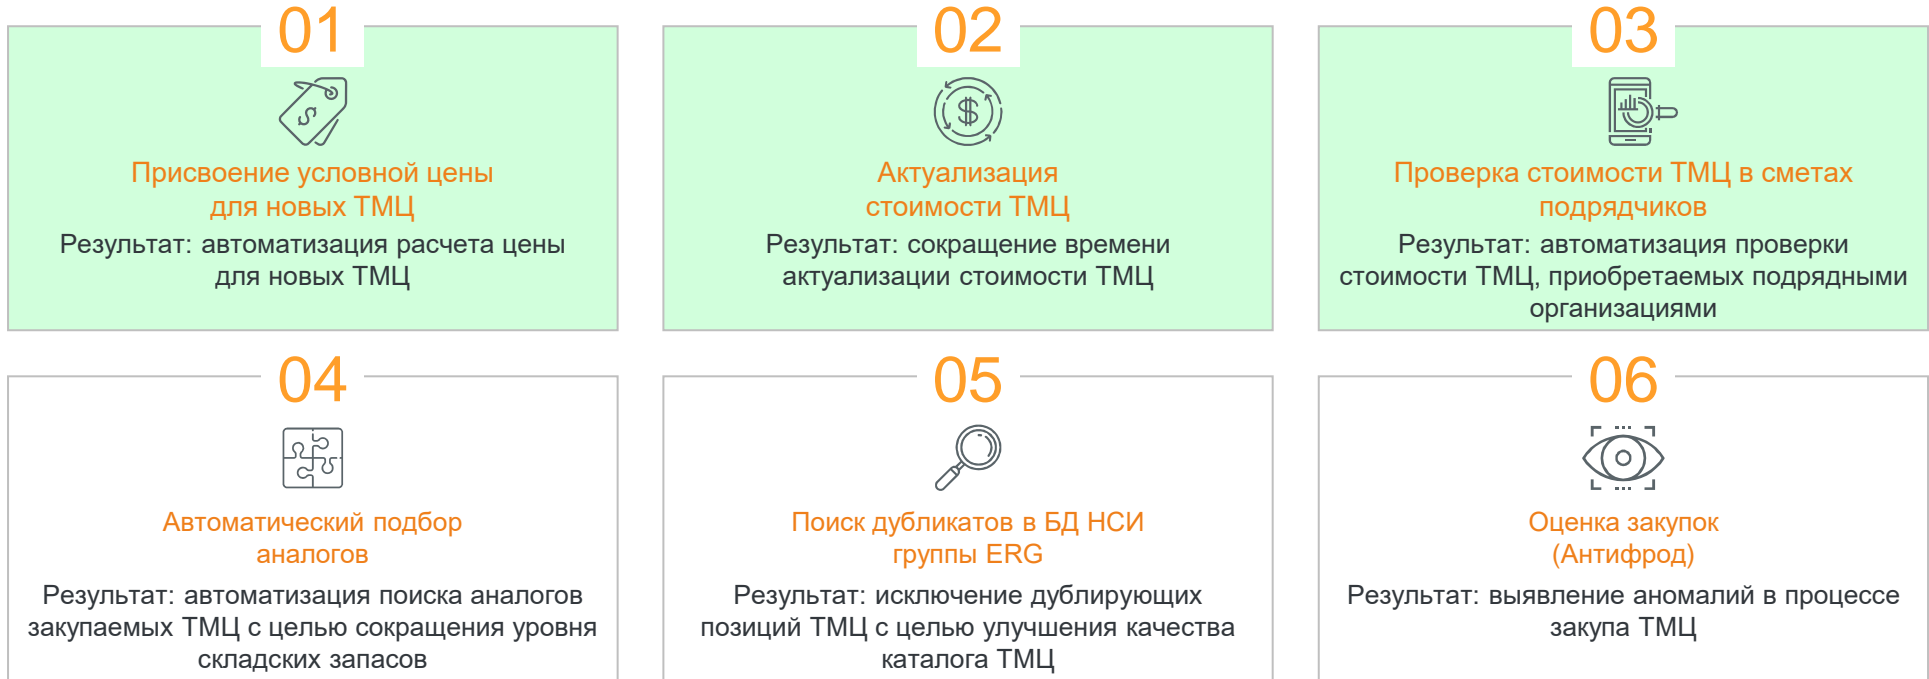 01
Присвоение условной цены
для новых ТМЦ
Результат: автоматизация расчета цены
для новых ТМЦ
02
Актуализация
стоимости ТМЦ
Результат: сокращение времени
актуализации стоимости ТМЦ
03
Проверка стоимости ТМЦ в сметах
подрядчиков
Результат: автоматизация проверки
стоимости ТМЦ, приобретаемых подрядными
организациями
04
Автоматический подбор
аналогов
Результат: автоматизация поиска аналогов
закупаемых ТМЦ с целью сокращения уровня
складских запасов
05
Поиск дубликатов в БД НСИ
группы ERG
Результат: исключение дублирующих
позиций ТМЦ с целью улучшения качества
каталога ТМЦ
06
Оценка закупок
(Антифрод)
Результат: выявление аномалий в процессе
закупа ТМЦ